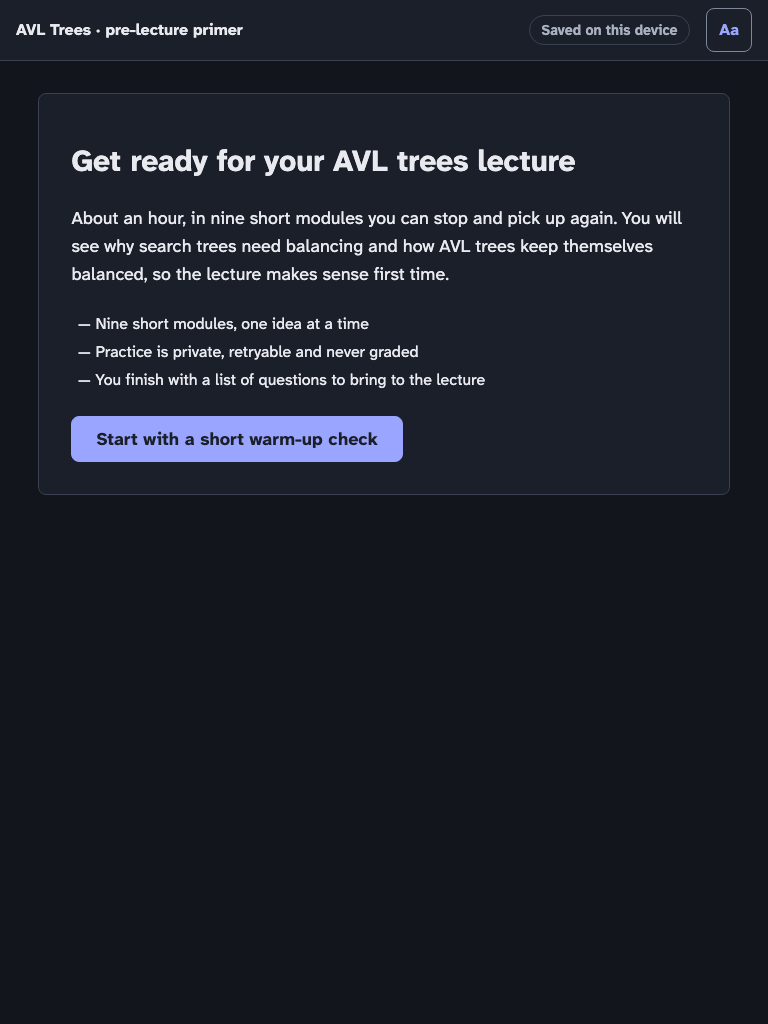 AVL Trees · pre-lecture primer
Saved on this device
Aa
Get ready for your AVL trees lecture
About an hour, in nine short modules you can stop and pick up again. You will
see why search trees need balancing and how AVL trees keep themselves
balanced, so the lecture makes sense first time.
— Nine short modules, one idea at a time
— Practice is private, retryable and never graded
— You finish with a list of questions to bring to the lecture
Start with a short warm-up check